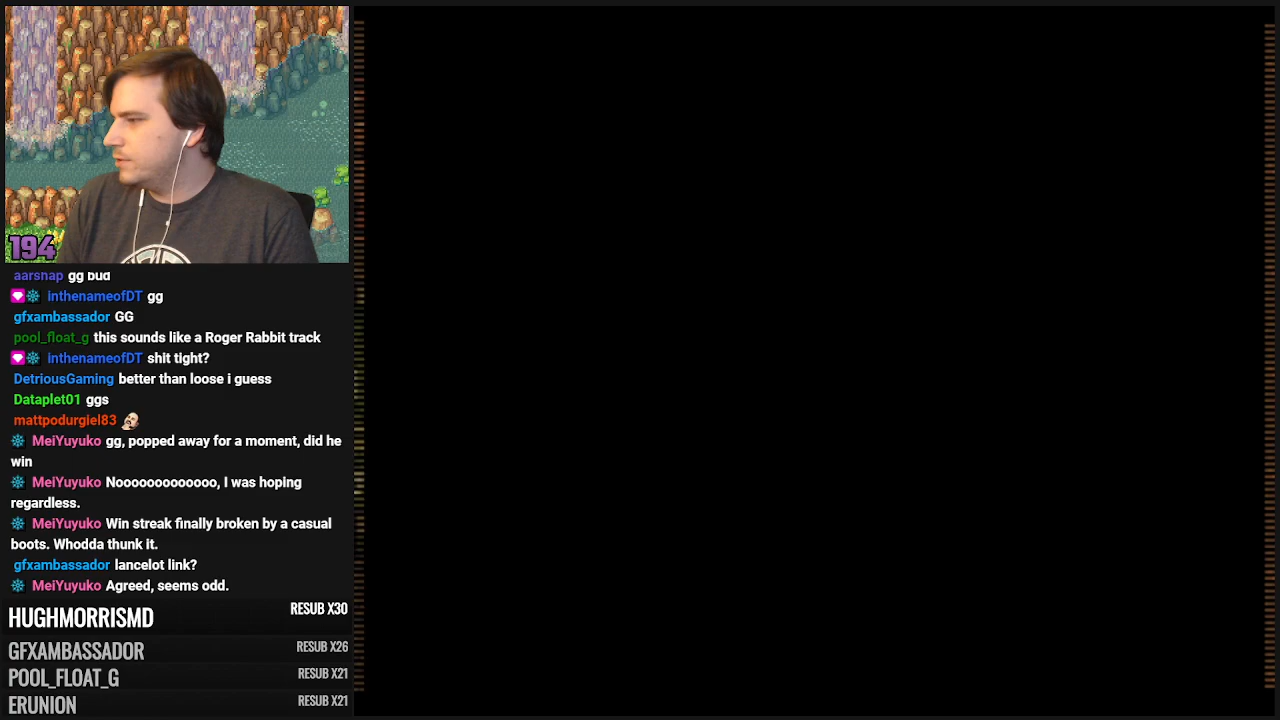 194
aarsnap gg bud
inthenameofDT gg
gfxambassador GG
pool_float_g this sounds like a Roger Rabbit track
inthenameofDT shit tight?
DetriousGaming better than loose i guess
Dataplet01 ggs
mattpodurgiel83
MeiYuyuko gg, popped away for a moment, did he
win
MeiYuyuko Nooooooooooooo, I was hoping
regardless.
MeiYuyuko Win streak finally broken by a casual
boots. Whodda thunk it.
gfxambassador lancelot link?
MeiYuyuko Agreed, seems odd.
HUGHMORRISMD RESUB X30
GFXAMBASSADOR RESUB X26
POOL_FLOAT_G RESUB X21
ERUNION RESUB X21